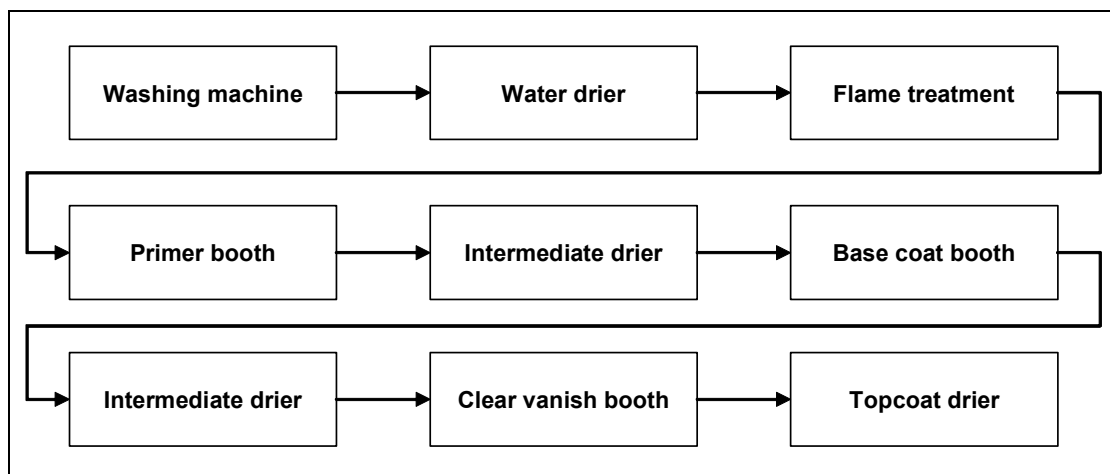 Washing machine
Water drier
Flame treatment
Primer booth
Intermediate drier
Base coat booth
Intermediate drier
Clear vanish booth
Topcoat drier